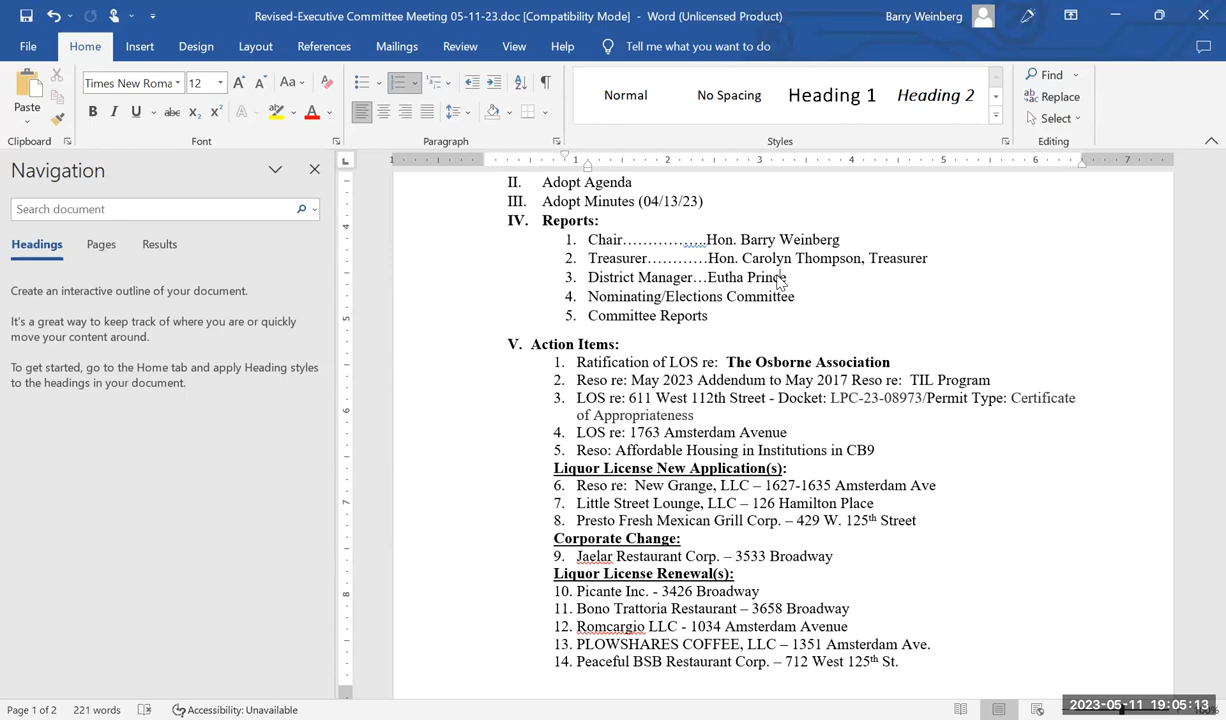 Revised-Executive Committee Meeting 05-11-23.doc [Compatibility Mode] - Word (Unlicensed Product)
Barry Weinberg
File Home Insert Design Layout References Mailings Review View Help Tell me what you want to do
Paste
Times New Roma 12
Normal No Spacing Heading 1 Heading 2
Find
Replace
Select
Clipboard Font Paragraph Styles Editing
Navigation
Search document
Headings Pages Results
Create an interactive outline of your document.
It's a great way to keep track of where you are or quickly
move your content around.
To get started, go to the Home tab and apply Heading styles
to the headings in your document.
II. Adopt Agenda
III. Adopt Minutes (04/13/23)
IV. Reports:
1. Chair……………..Hon. Barry Weinberg
2. Treasurer…………Hon. Carolyn Thompson, Treasurer
3. District Manager…Eutha Prince
4. Nominating/Elections Committee
5. Committee Reports
V. Action Items:
1. Ratification of LOS re: The Osborne Association
2. Reso re: May 2023 Addendum to May 2017 Reso re: TIL Program
3. LOS re: 611 West 112th Street - Docket: LPC-23-08973/Permit Type: Certificate
of Appropriateness
4. LOS re: 1763 Amsterdam Avenue
5. Reso: Affordable Housing in Institutions in CB9
Liquor License New Application(s):
6. Reso re: New Grange, LLC – 1627-1635 Amsterdam Ave
7. Little Street Lounge, LLC – 126 Hamilton Place
8. Presto Fresh Mexican Grill Corp. – 429 W. 125th Street
Corporate Change:
9. Jaelar Restaurant Corp. – 3533 Broadway
Liquor License Renewal(s):
10. Picante Inc. - 3426 Broadway
11. Bono Trattoria Restaurant – 3658 Broadway
12. Romcargio LLC - 1034 Amsterdam Avenue
13. PLOWSHARES COFFEE, LLC – 1351 Amsterdam Ave.
14. Peaceful BSB Restaurant Corp. – 712 West 125th St.
Page 1 of 2 221 words Accessibility: Unavailable
2023-05-11 19:05:13